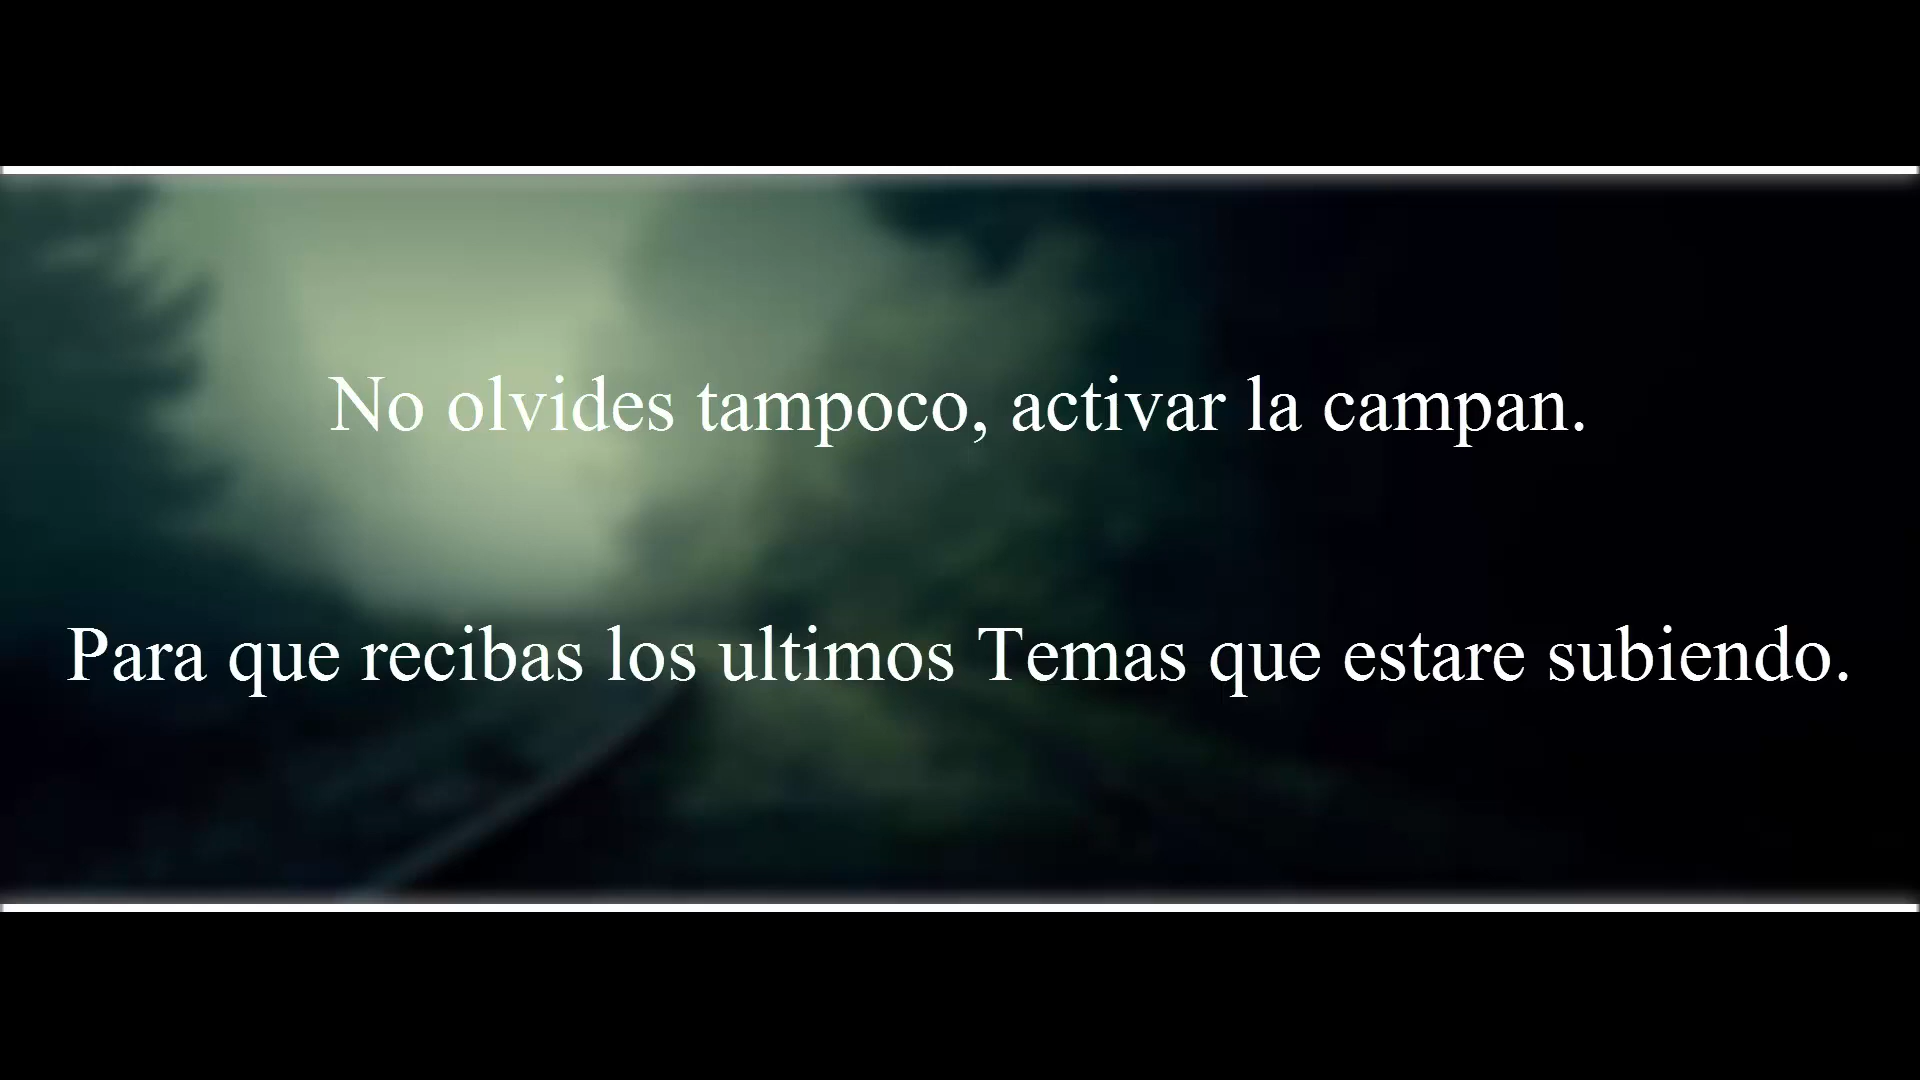 No olvides tampoco, activar la campan.
Para que recibas los ultimos Temas que estare subiendo.